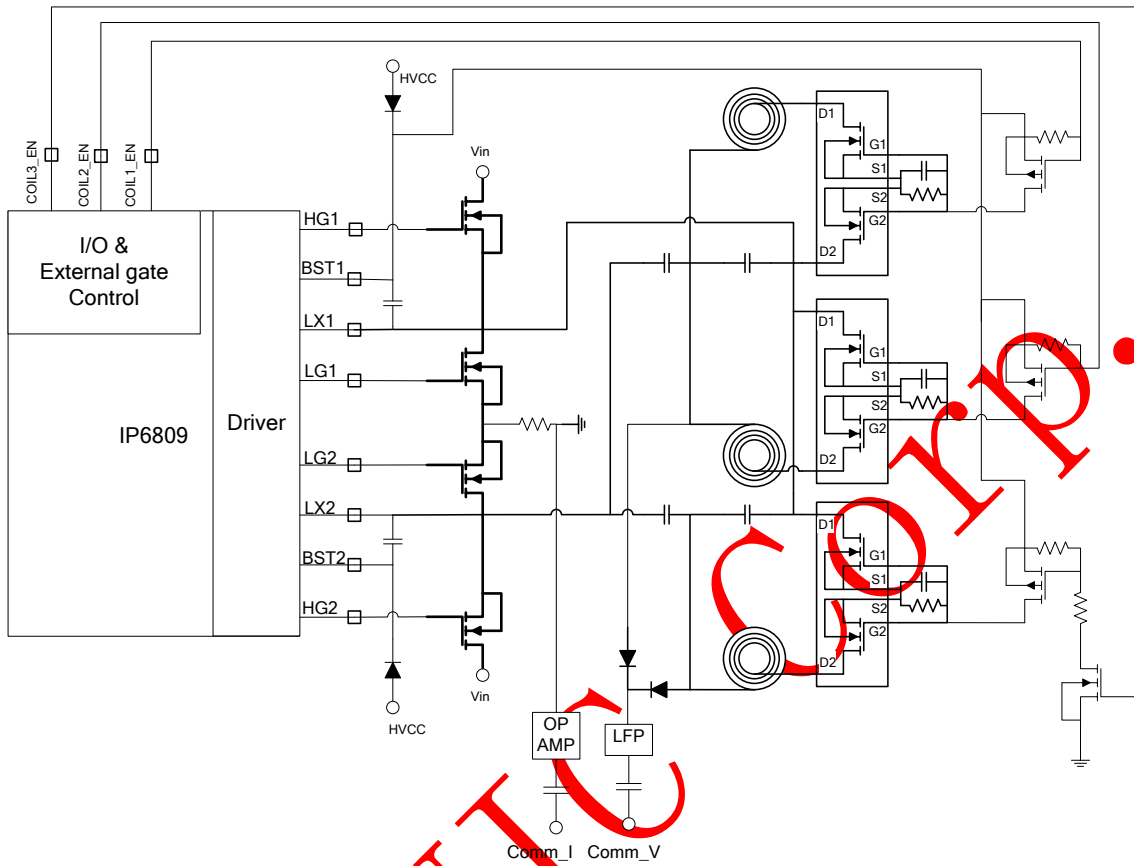 HVCC
COIL3_EN
COIL2_EN
COIL1_EN
I/O &
External gate
Control
IP6809
Driver
HG1
BST1
LX1
LG1
LG2
LX2
BST2
HG2
Vin
Vin
HVCC
D1
G1
S1
S2
G2
D2
D1
G1
S1
S2
G2
D2
D1
G1
S1
S2
G2
D2
OP
AMP
LFP
Comm_I
Comm_V
IC Corp.